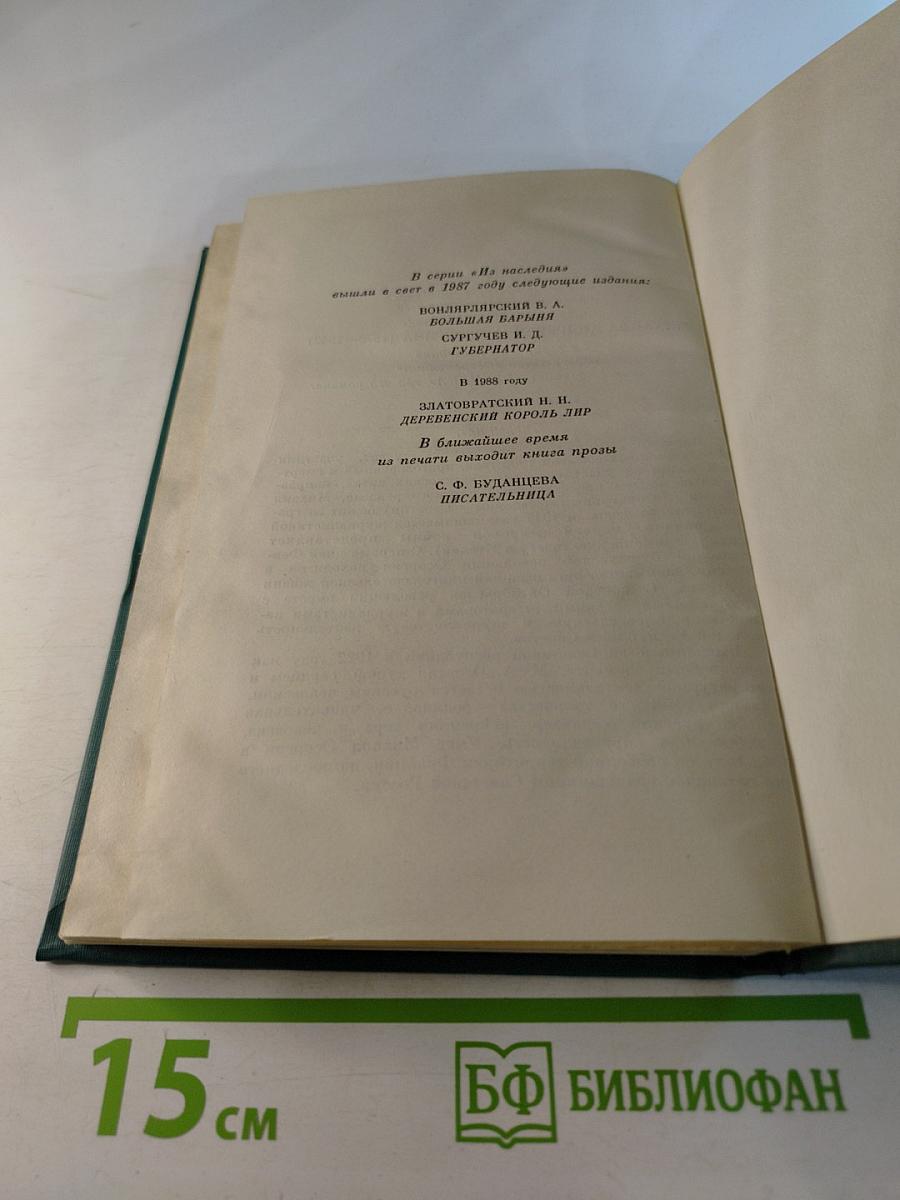 В серии «Из наследия»
вышли в свет в 1987 году следующие издания:
ВОНЛЯРЛЯРСКИЙ В. А.
БОЛЬШАЯ БАРЫНЯ
СУРГУЧЕВ И. Д.
ГУБЕРНАТОР
В 1988 году
ЗЛАТОВРАТСКИЙ Н. Н.
ДЕРЕВЕНСКИЙ КОРОЛЬ ЛИР
В ближайшее время
из печати выходит книга прозы
С. Ф. БУДАНЦЕВА
ПИСАТЕЛЬНИЦА
15 см
БФ БИБЛИОФАН